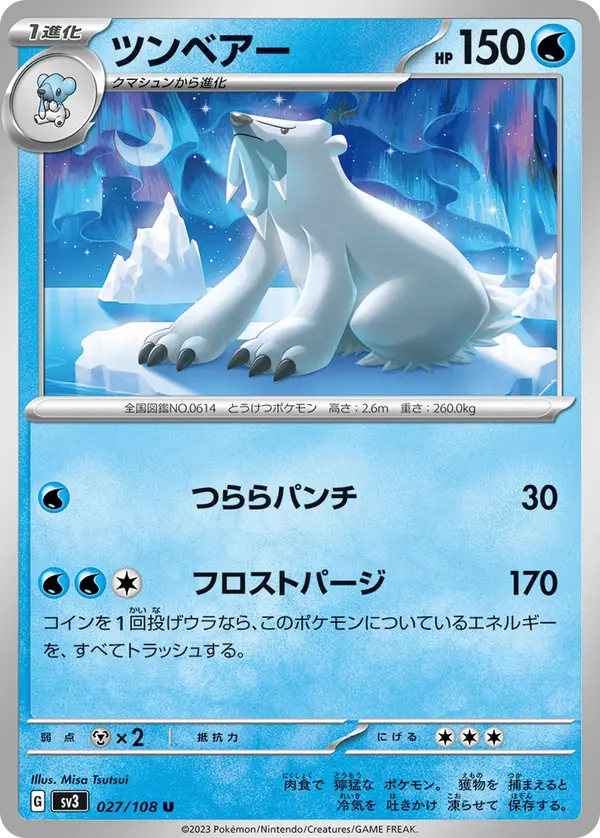 1進化
ツンベアー
HP 150
クマシュンから進化
全国図鑑NO.0614 とうけつポケモン 高さ:2.6m 重さ:260.0kg
つららパンチ 30
フロストパージ 170
コインを1回投げウラなら、このポケモンについているエネルギー
を、すべてトラッシュする。
弱点 ×2 抵抗力 にげる
Illus. Misa Tsutsui
G sv3 027/108 U
肉食で 獰猛な ポケモン。 獲物を 捕まえると
冷気を 吐きかけ 凍らせて 保存する。
©2023 Pokémon/Nintendo/Creatures/GAME FREAK.